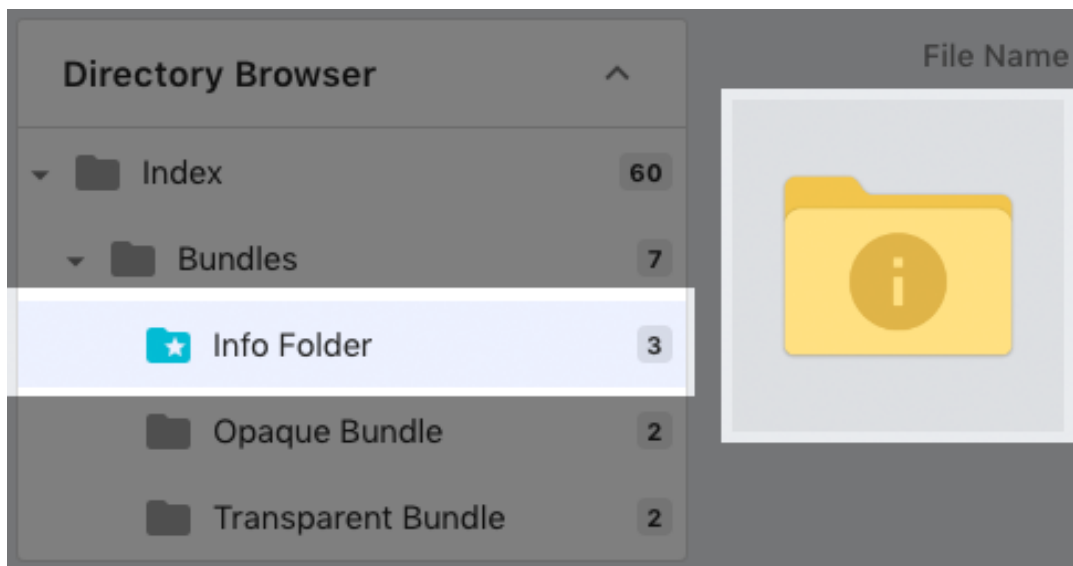 Directory Browser
File Name
Index 60
Bundles 7
Info Folder 3
Opaque Bundle 2
Transparent Bundle 2